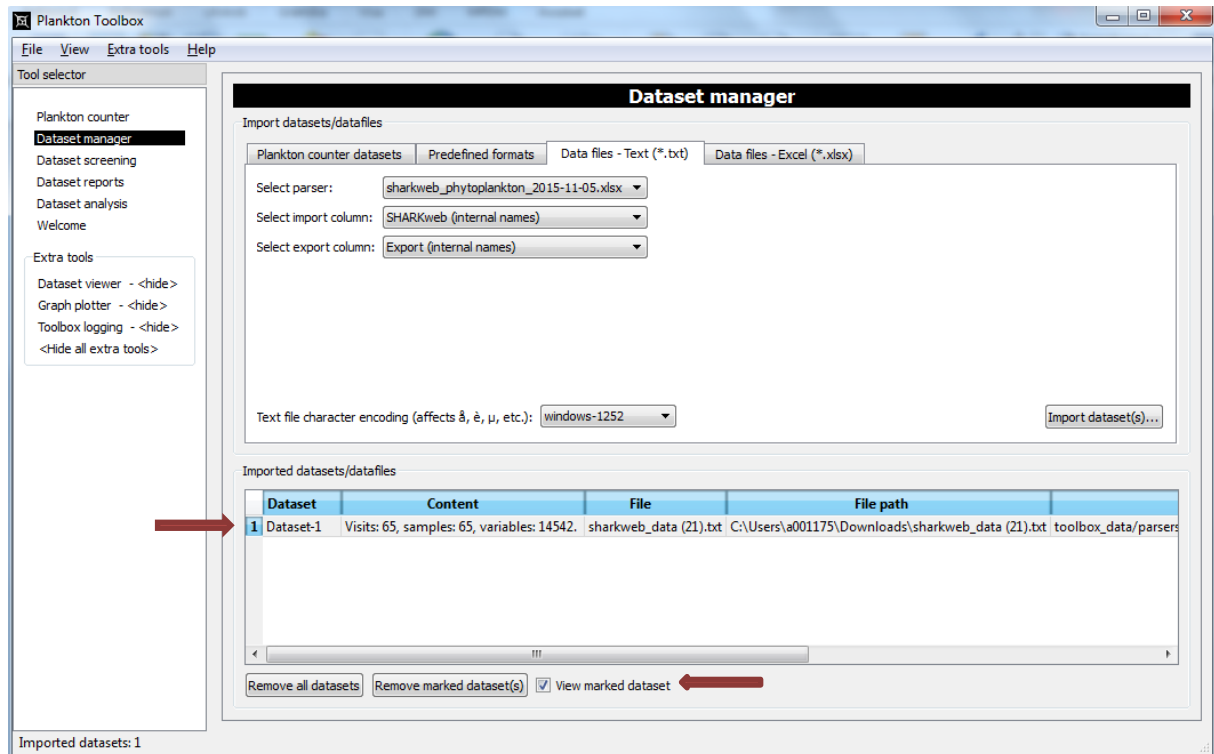 Plankton Toolbox
File View Extra tools Help
Tool selector
Plankton counter
Dataset manager
Dataset screening
Dataset reports
Dataset analysis
Welcome
Extra tools
Dataset viewer - <hide>
Graph plotter - <hide>
Toolbox logging - <hide>
<Hide all extra tools>
Dataset manager
Import datasets/datafiles
Plankton counter datasets Predefined formats Data files - Text (*.txt) Data files - Excel (*.xlsx)
Select parser: sharkweb_phytoplankton_2015-11-05.xlsx
Select import column: SHARKweb (internal names)
Select export column: Export (internal names)
Text file character encoding (affects å, è, µ, etc.): windows-1252 Import dataset(s)...
Imported datasets/datafiles
Dataset Content File File path
1 Dataset-1 Visits: 65, samples: 65, variables: 14542. sharkweb_data (21).txt C:\Users\a001175\Downloads\sharkweb_data (21).txt toolbox_data/parsers
Remove all datasets Remove marked dataset(s) View marked dataset
Imported datasets: 1